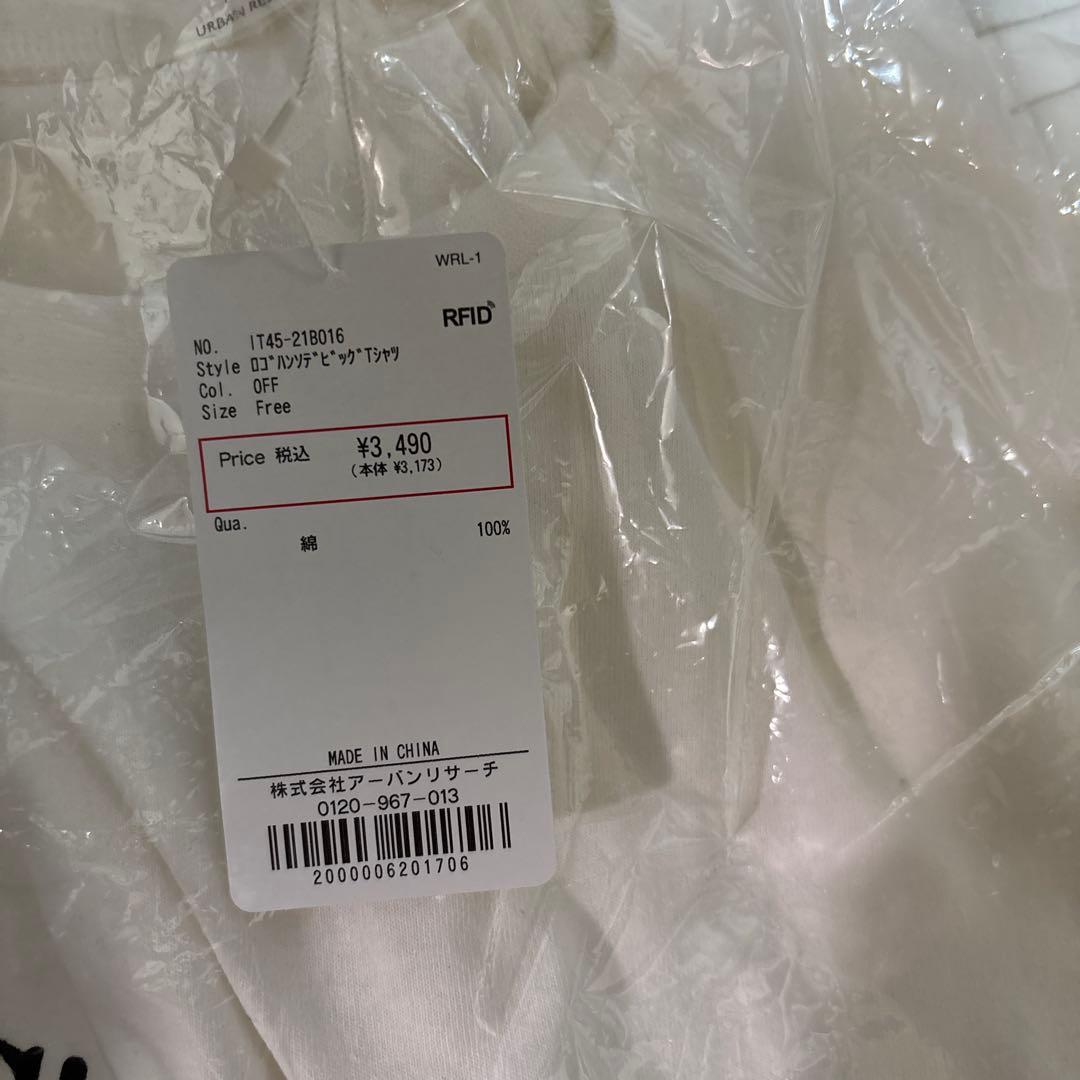 URBAN RE
WRL-1
RFID
NO. IT45-21B016
Style ﾛｺﾞﾊﾝｿﾃﾞﾋﾞｯｸﾞTｼｬﾂ
Col. OFF
Size Free
Price 税込 ¥3,490
(本体 ¥3,173)
Qua.
綿 100%
MADE IN CHINA
株式会社アーバンリサーチ
0120-967-013
2000006201706